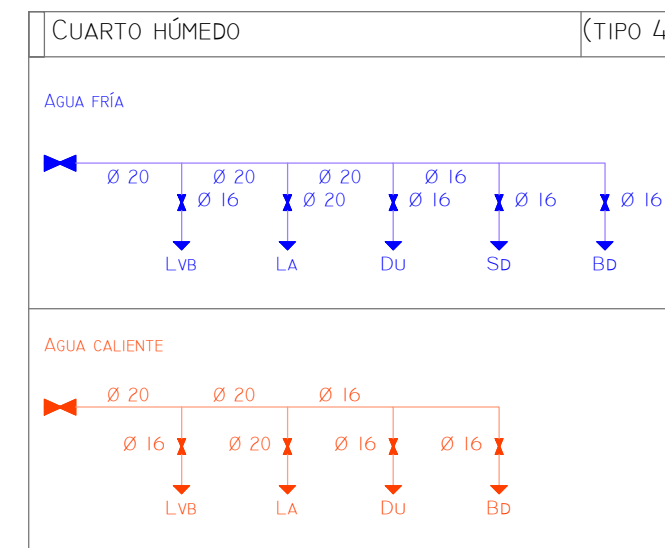 CUARTO HÚMEDO (TIPO 4
AGUA FRÍA
Ø 20 Ø 20 Ø 20 Ø 16
Ø 16 Ø 20 Ø 16 Ø 16 Ø 16
LVB LA DU SD BD
AGUA CALIENTE
Ø 20 Ø 20 Ø 16
Ø 16 Ø 20 Ø 16 Ø 16
LVB LA DU BD